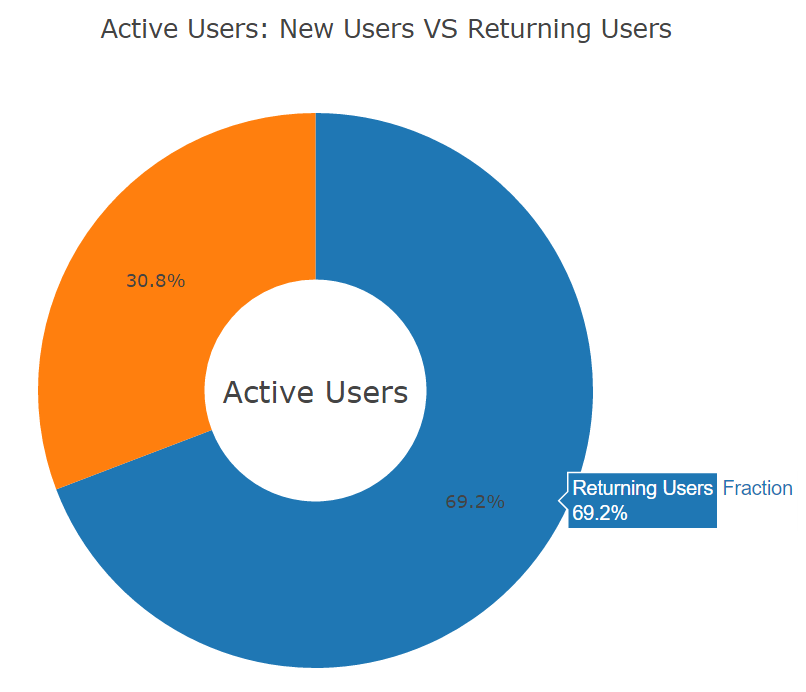 Active Users: New Users VS Returning Users
30.8%
Active Users
69.2%
Returning Users Fraction
69.2%